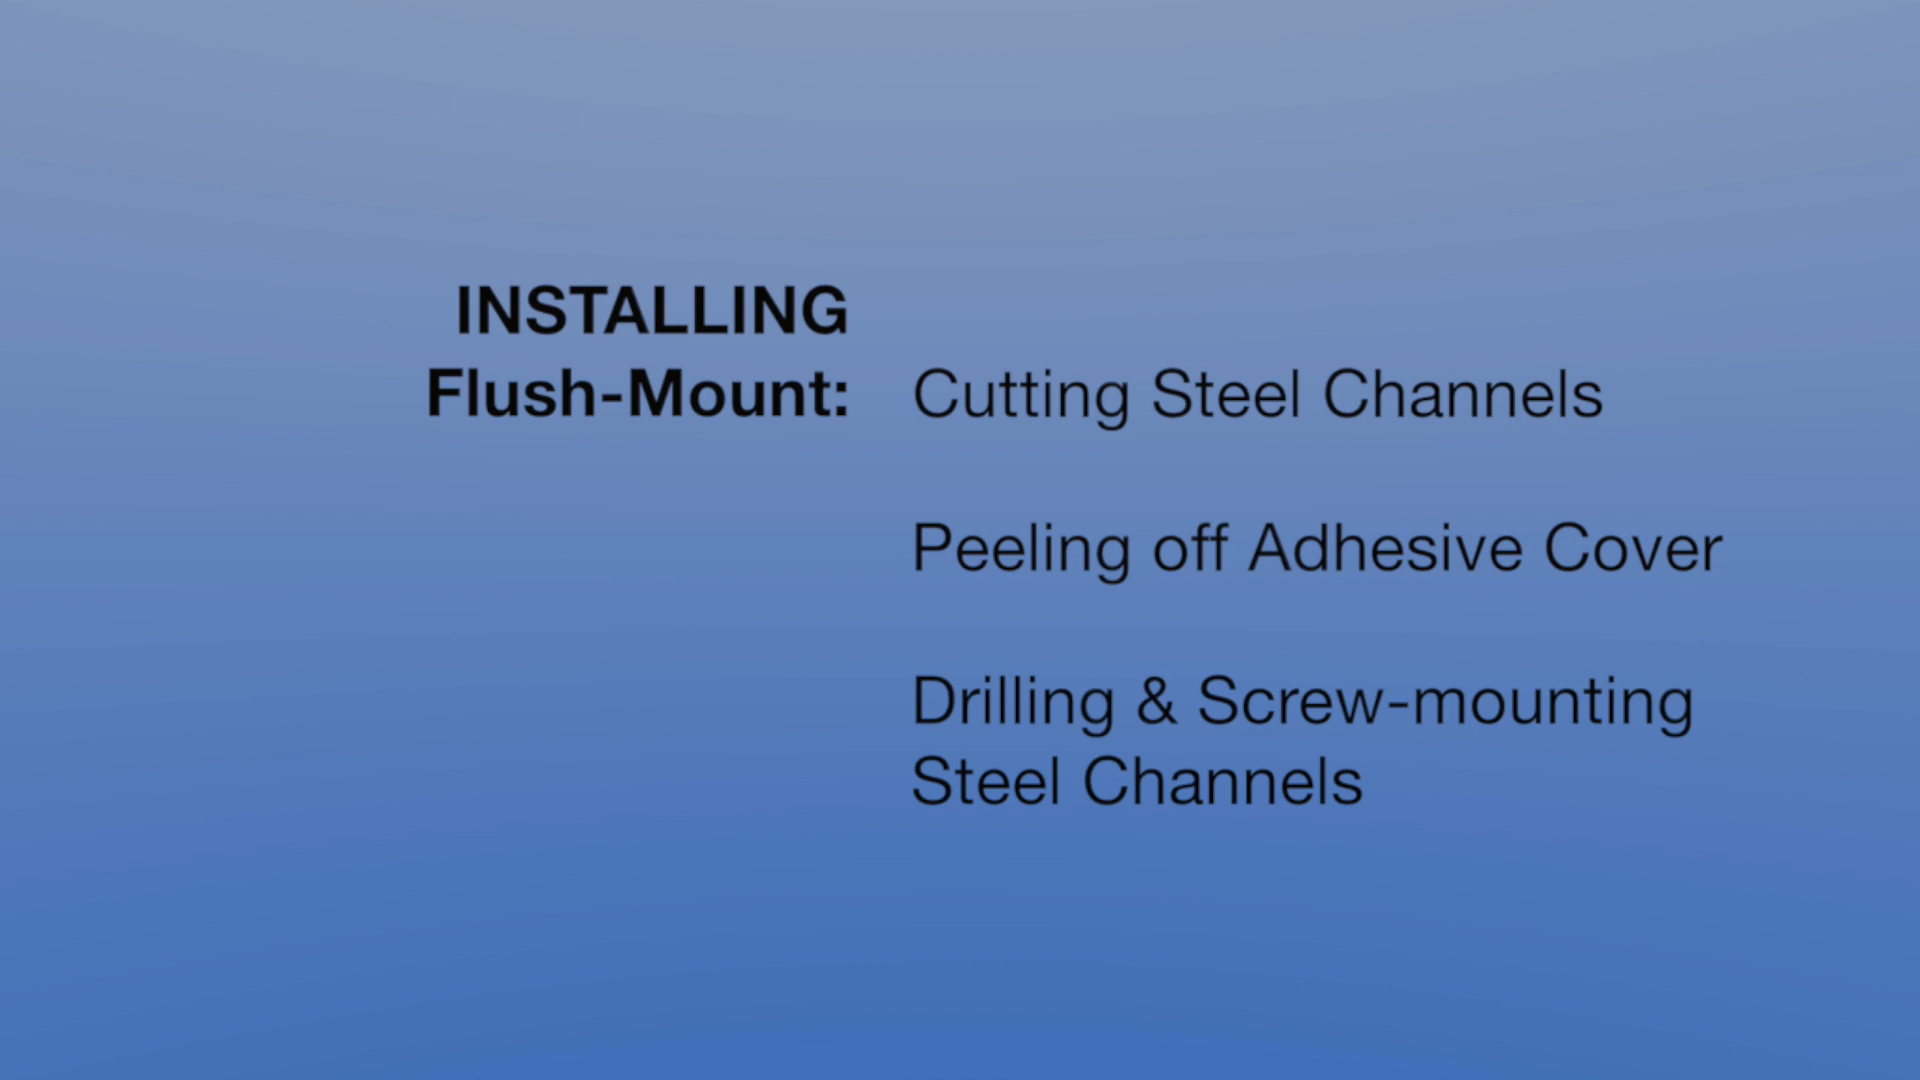 INSTALLING
Flush-Mount: Cutting Steel Channels
Peeling off Adhesive Cover
Drilling & Screw-mounting
Steel Channels